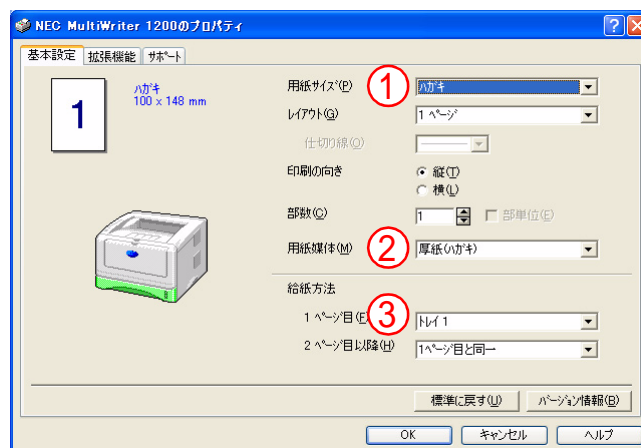 NEC MultiWriter 1200のプロパティ
基本設定 拡張機能 サポート
1
ハガキ
100 x 148 mm
用紙サイズ(P) ① ハガキ
レイアウト(G) 1 ページ
仕切り線(O)
印刷の向き 縦(T)
横(L)
部数(C) 1 部単位(E)
用紙媒体(M) ② 厚紙(ハガキ)
給紙方法
1 ページ目(F) ③ トレイ 1
2 ページ目以降(H) 1ページ目と同一
標準に戻す(U) バージョン情報(B)
OK キャンセル ヘルプ